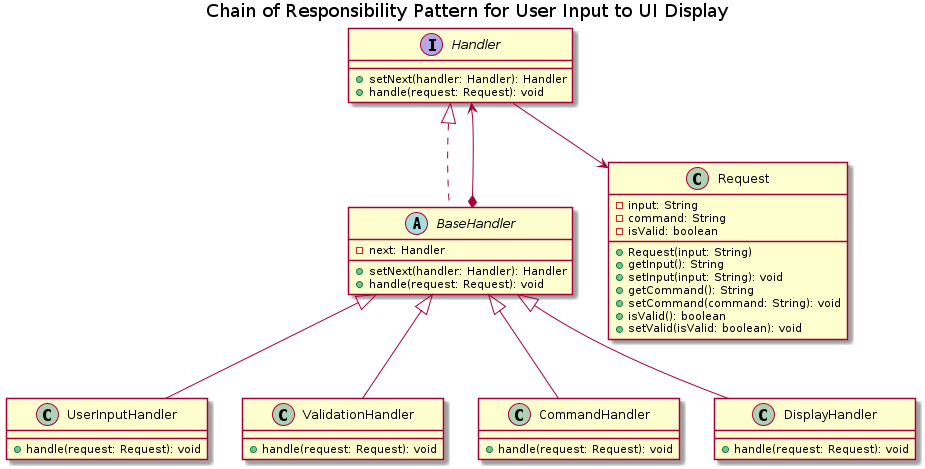 Chain of Responsibility Pattern for User Input to UI Display
I Handler
setNext(handler: Handler): Handler
handle(request: Request): void
C Request
input: String
command: String
isValid: boolean
Request(input: String)
getInput(): String
setInput(input: String): void
getCommand(): String
setCommand(command: String): void
isValid(): boolean
setValid(isValid: boolean): void
A BaseHandler
next: Handler
setNext(handler: Handler): Handler
handle(request: Request): void
C UserInputHandler
handle(request: Request): void
C ValidationHandler
handle(request: Request): void
C CommandHandler
handle(request: Request): void
C DisplayHandler
handle(request: Request): void